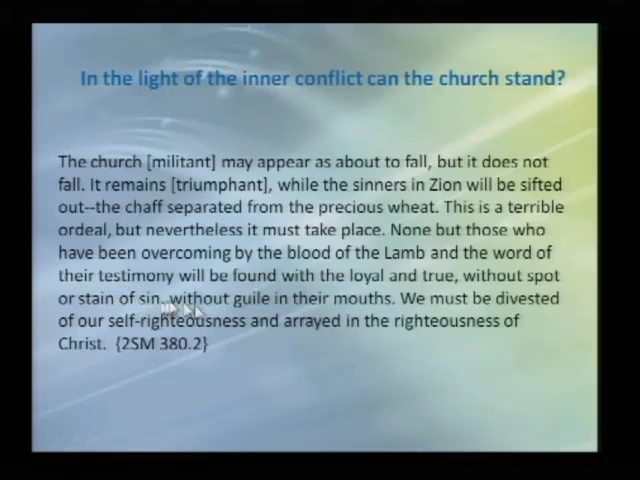 In the light of the inner conflict can the church stand?
The church [militant] may appear as about to fall, but it does not
fall. It remains [triumphant], while the sinners in Zion will be sifted
out--the chaff separated from the precious wheat. This is a terrible
ordeal, but nevertheless it must take place. None but those who
have been overcoming by the blood of the Lamb and the word of
their testimony will be found with the loyal and true, without spot
or stain of sin, without guile in their mouths. We must be divested
of our self-righteousness and arrayed in the righteousness of
Christ. {2SM 380.2}